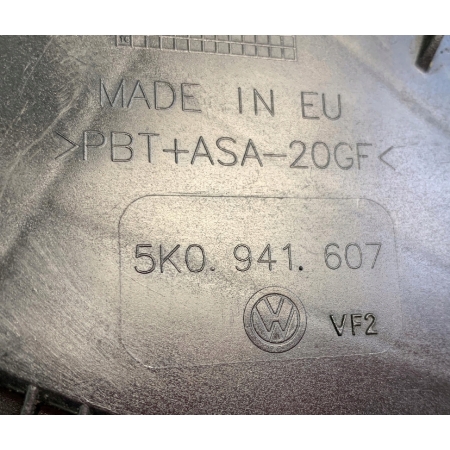 MADE IN EU
>PBT+ASA-20GF<
5K0. 941. 607
VF2